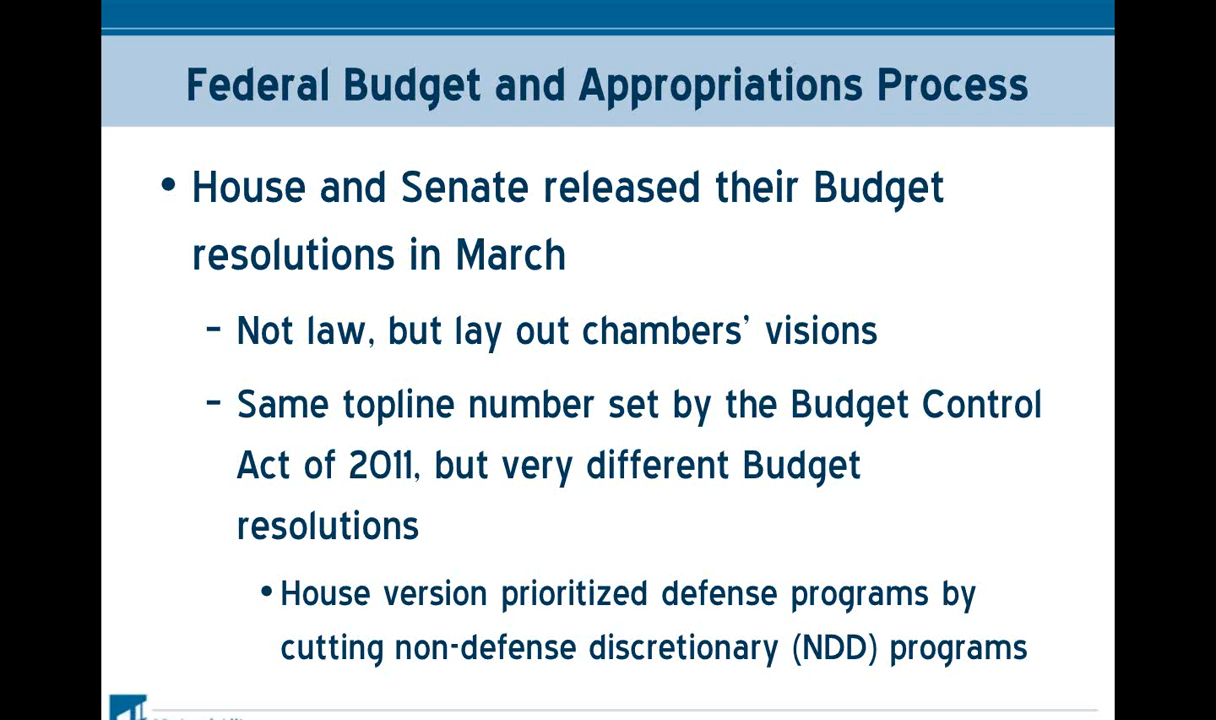 Federal Budget and Appropriations Process
• House and Senate released their Budget
resolutions in March
– Not law, but lay out chambers’ visions
– Same topline number set by the Budget Control
Act of 2011, but very different Budget
resolutions
• House version prioritized defense programs by
cutting non-defense discretionary (NDD) programs